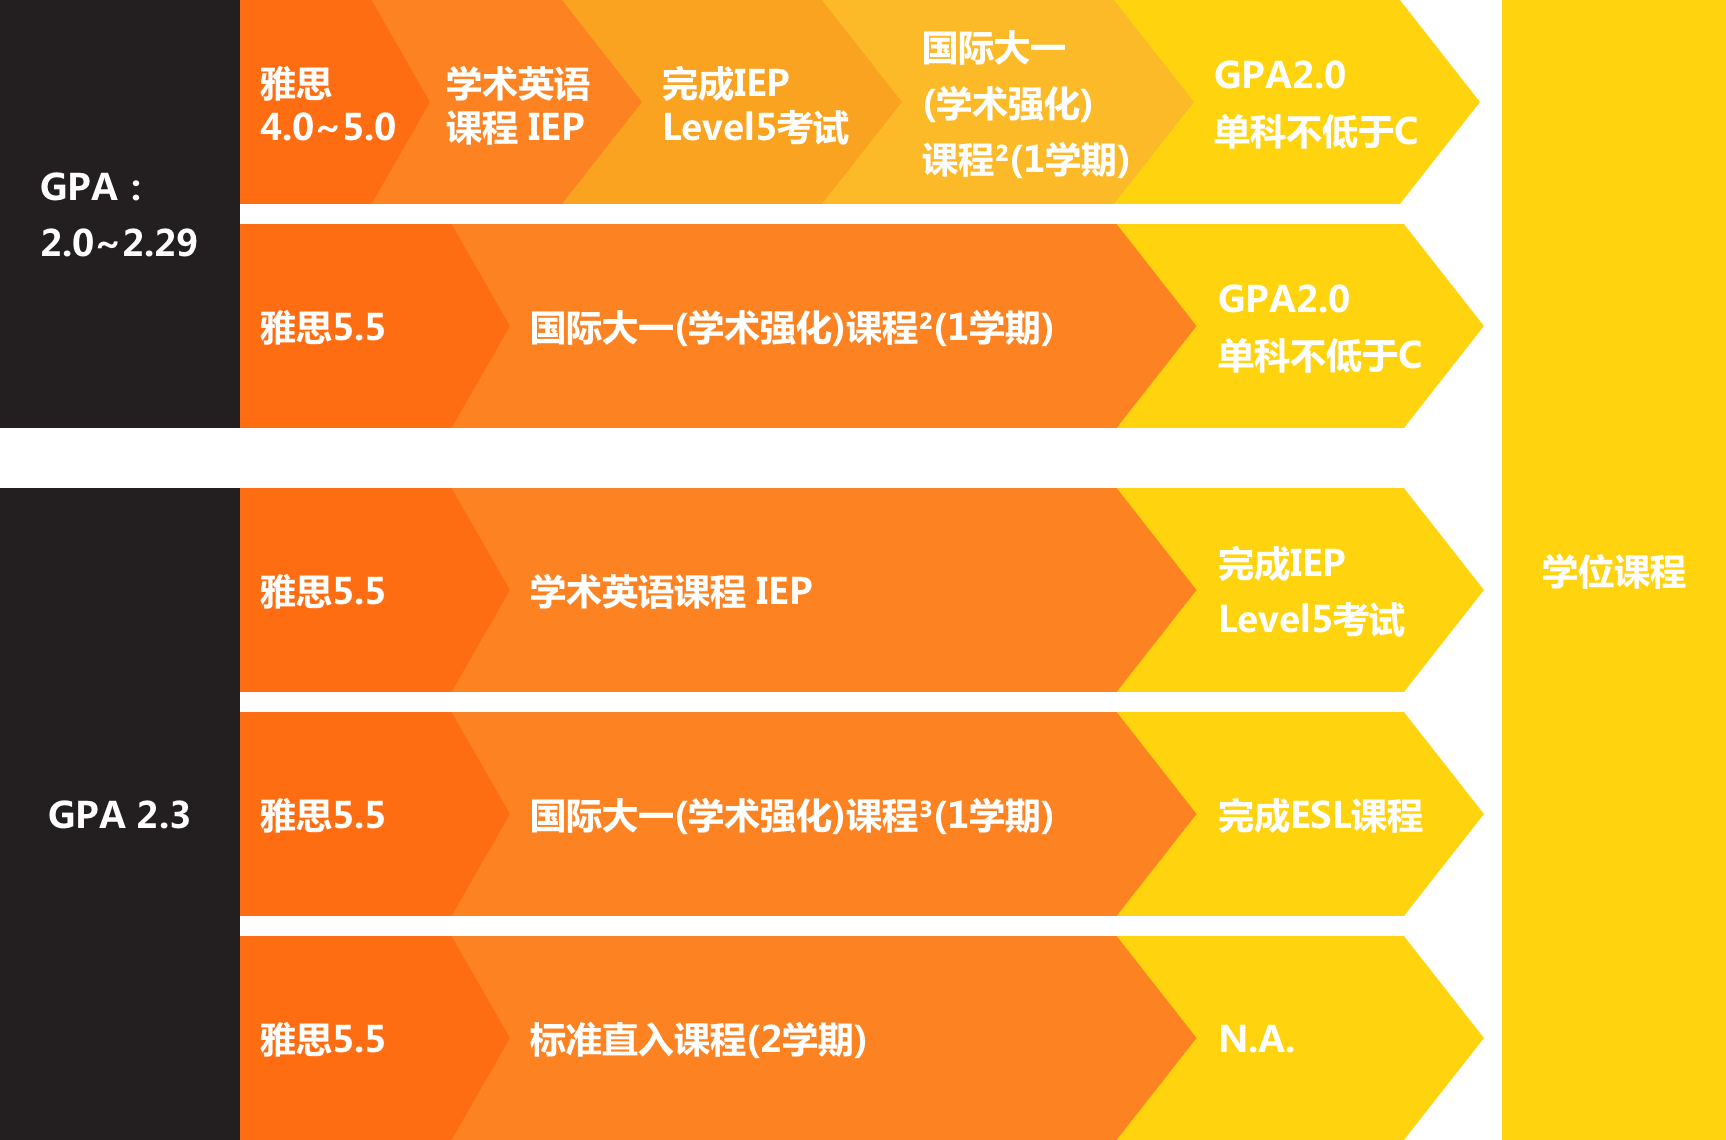 GPA：
2.0~2.29
雅思
4.0~5.0
学术英语
课程 IEP
完成IEP
Level5考试
国际大一
(学术强化)
课程²(1学期)
GPA2.0
单科不低于C
雅思5.5
国际大一(学术强化)课程²(1学期)
GPA2.0
单科不低于C
GPA 2.3
雅思5.5
学术英语课程 IEP
完成IEP
Level5考试
雅思5.5
国际大一(学术强化)课程³(1学期)
完成ESL课程
雅思5.5
标准直入课程(2学期)
N.A.
学位课程